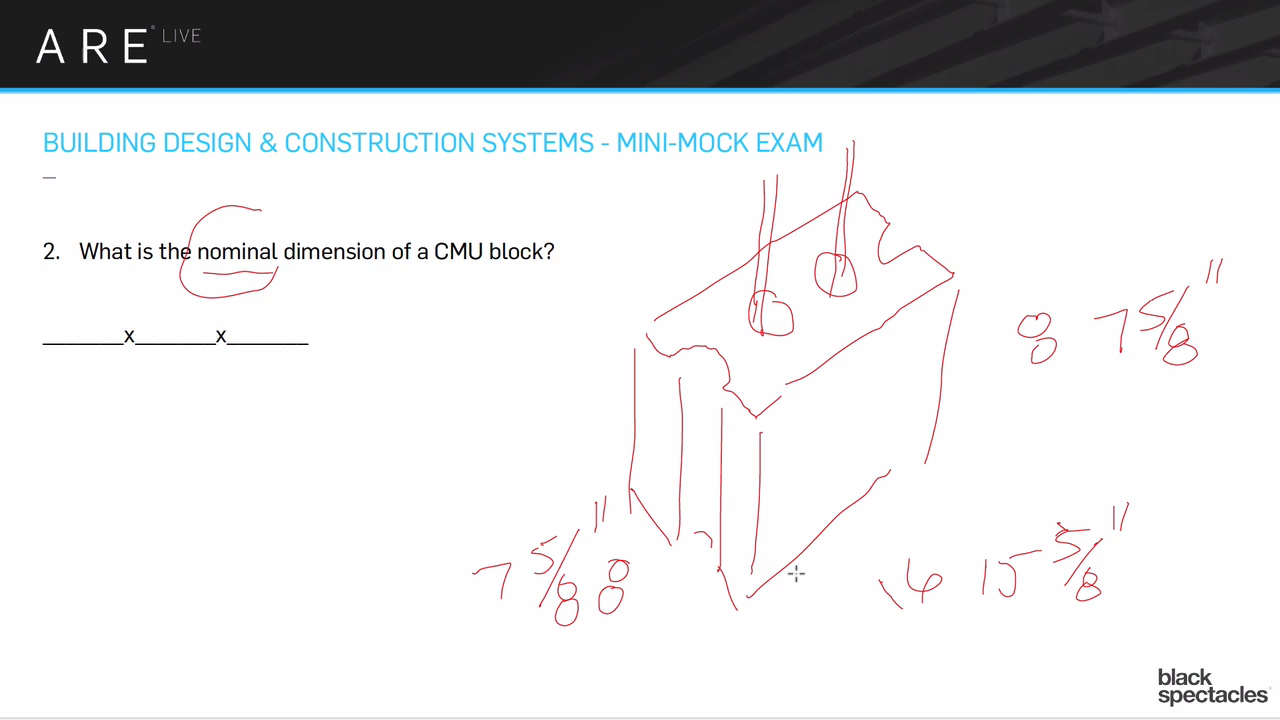 ARE® LIVE
BUILDING DESIGN & CONSTRUCTION SYSTEMS - MINI-MOCK EXAM
—
2. What is the nominal dimension of a CMU block?
_______x_______x_______
8 7 5/8"
7 5/8" 8
16 15 5/8"
black
spectacles